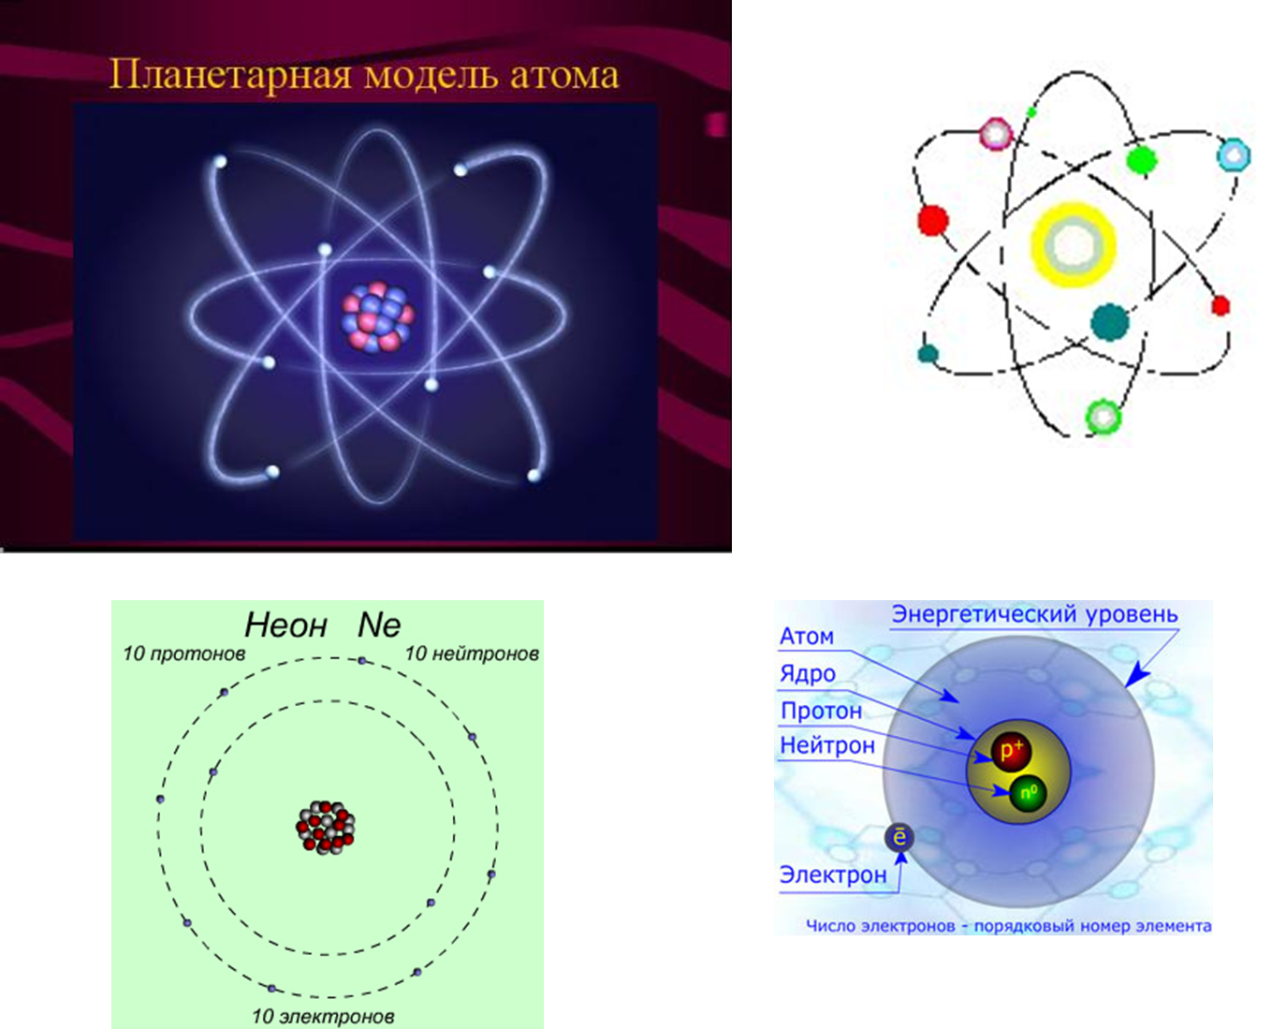 Планетарная модель атома
Неон Ne
10 протонов
10 нейтронов
10 электронов
Энергетический уровень
Атом
Ядро
Протон
Нейтрон
p⁺
n⁰
ē
Электрон
Число электронов - порядковый номер элемента